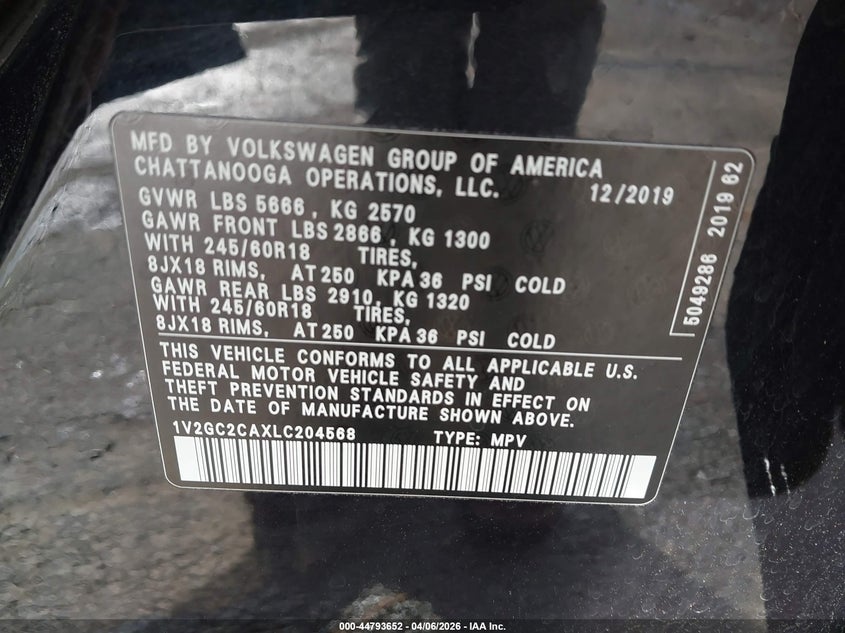 MFD BY VOLKSWAGEN GROUP OF AMERICA
CHATTANOOGA OPERATIONS, LLC. 12/2019
GVWR LBS 5666, KG 2570
GAWR FRONT LBS 2866, KG 1300
WITH 245/60R18 TIRES,
8JX18 RIMS, AT 250 KPA 36 PSI COLD
GAWR REAR LBS 2910, KG 1320
WITH 245/60R18 TIRES,
8JX18 RIMS, AT 250 KPA 36 PSI COLD
THIS VEHICLE CONFORMS TO ALL APPLICABLE U.S.
FEDERAL MOTOR VEHICLE SAFETY AND
THEFT PREVENTION STANDARDS IN EFFECT ON
THE DATE OF MANUFACTURE SHOWN ABOVE.
1V2GC2CAXLC204568 TYPE: MPV
5049286 2019 62
000-44793652 - 04/06/2026 - IAA Inc.